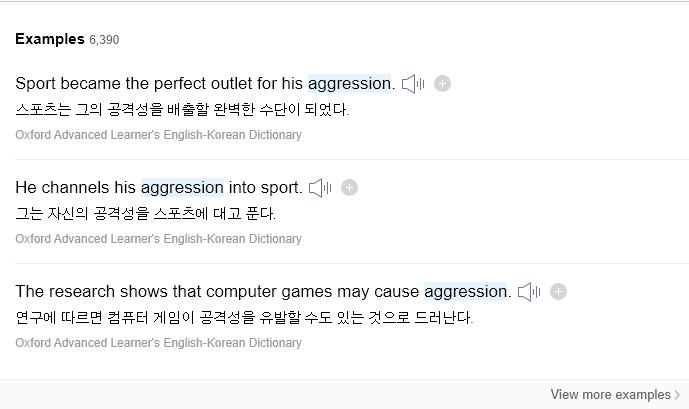 Examples 6,390
Sport became the perfect outlet for his aggression.
스포츠는 그의 공격성을 배출할 완벽한 수단이 되었다.
Oxford Advanced Learner's English-Korean Dictionary
He channels his aggression into sport.
그는 자신의 공격성을 스포츠에 대고 푼다.
Oxford Advanced Learner's English-Korean Dictionary
The research shows that computer games may cause aggression.
연구에 따르면 컴퓨터 게임이 공격성을 유발할 수도 있는 것으로 드러난다.
Oxford Advanced Learner's English-Korean Dictionary
View more examples